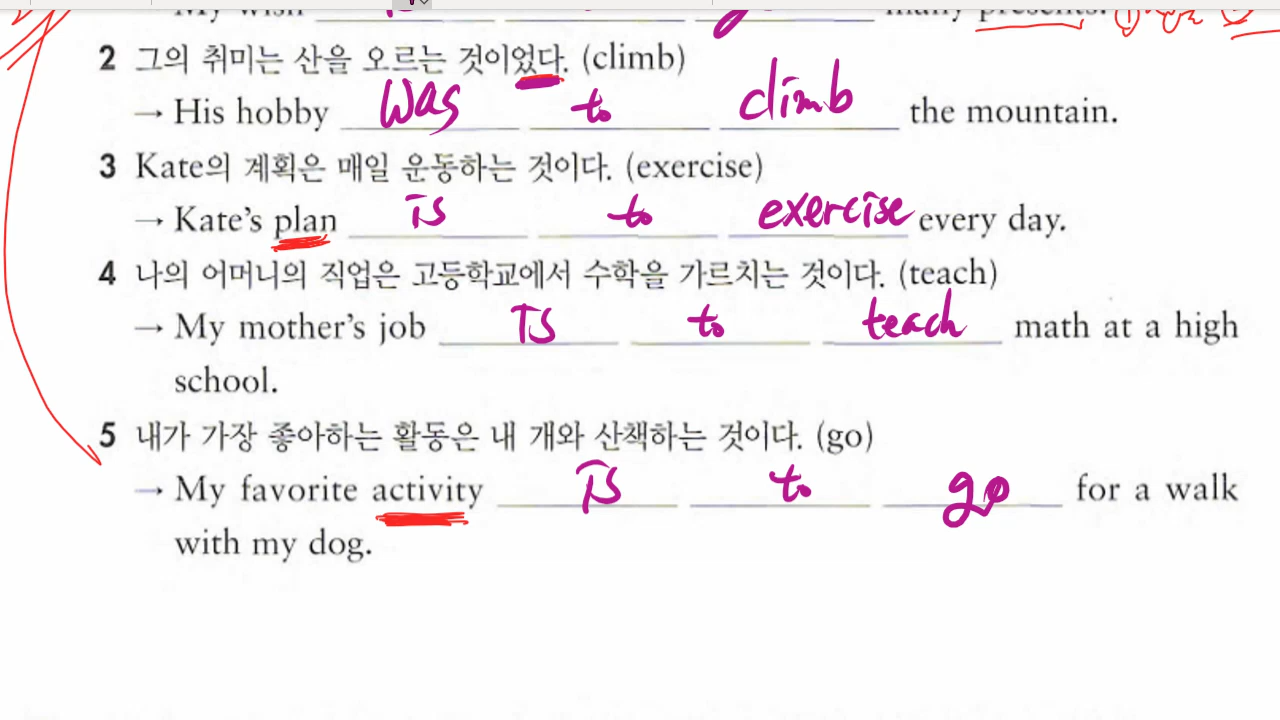 My wish many presents.
2 그의 취미는 산을 오르는 것이었다. (climb)
→ His hobby was to climb the mountain.
3 Kate의 계획은 매일 운동하는 것이다. (exercise)
→ Kate's plan is to exercise every day.
4 나의 어머니의 직업은 고등학교에서 수학을 가르치는 것이다. (teach)
→ My mother's job is to teach math at a high
school.
5 내가 가장 좋아하는 활동은 내 개와 산책하는 것이다. (go)
→ My favorite activity is to go for a walk
with my dog.